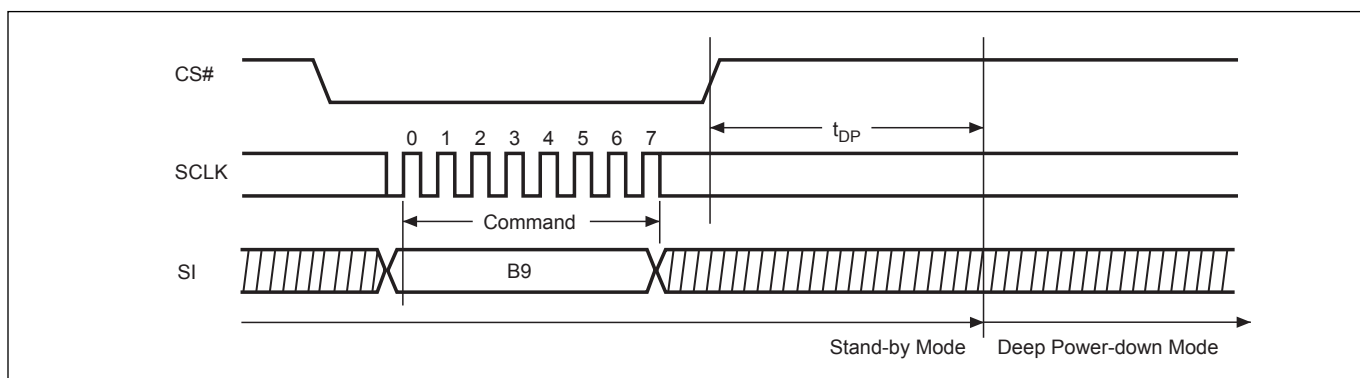 CS#
tDP
0 1 2 3 4 5 6 7
SCLK
Command
SI
B9
Stand-by Mode Deep Power-down Mode